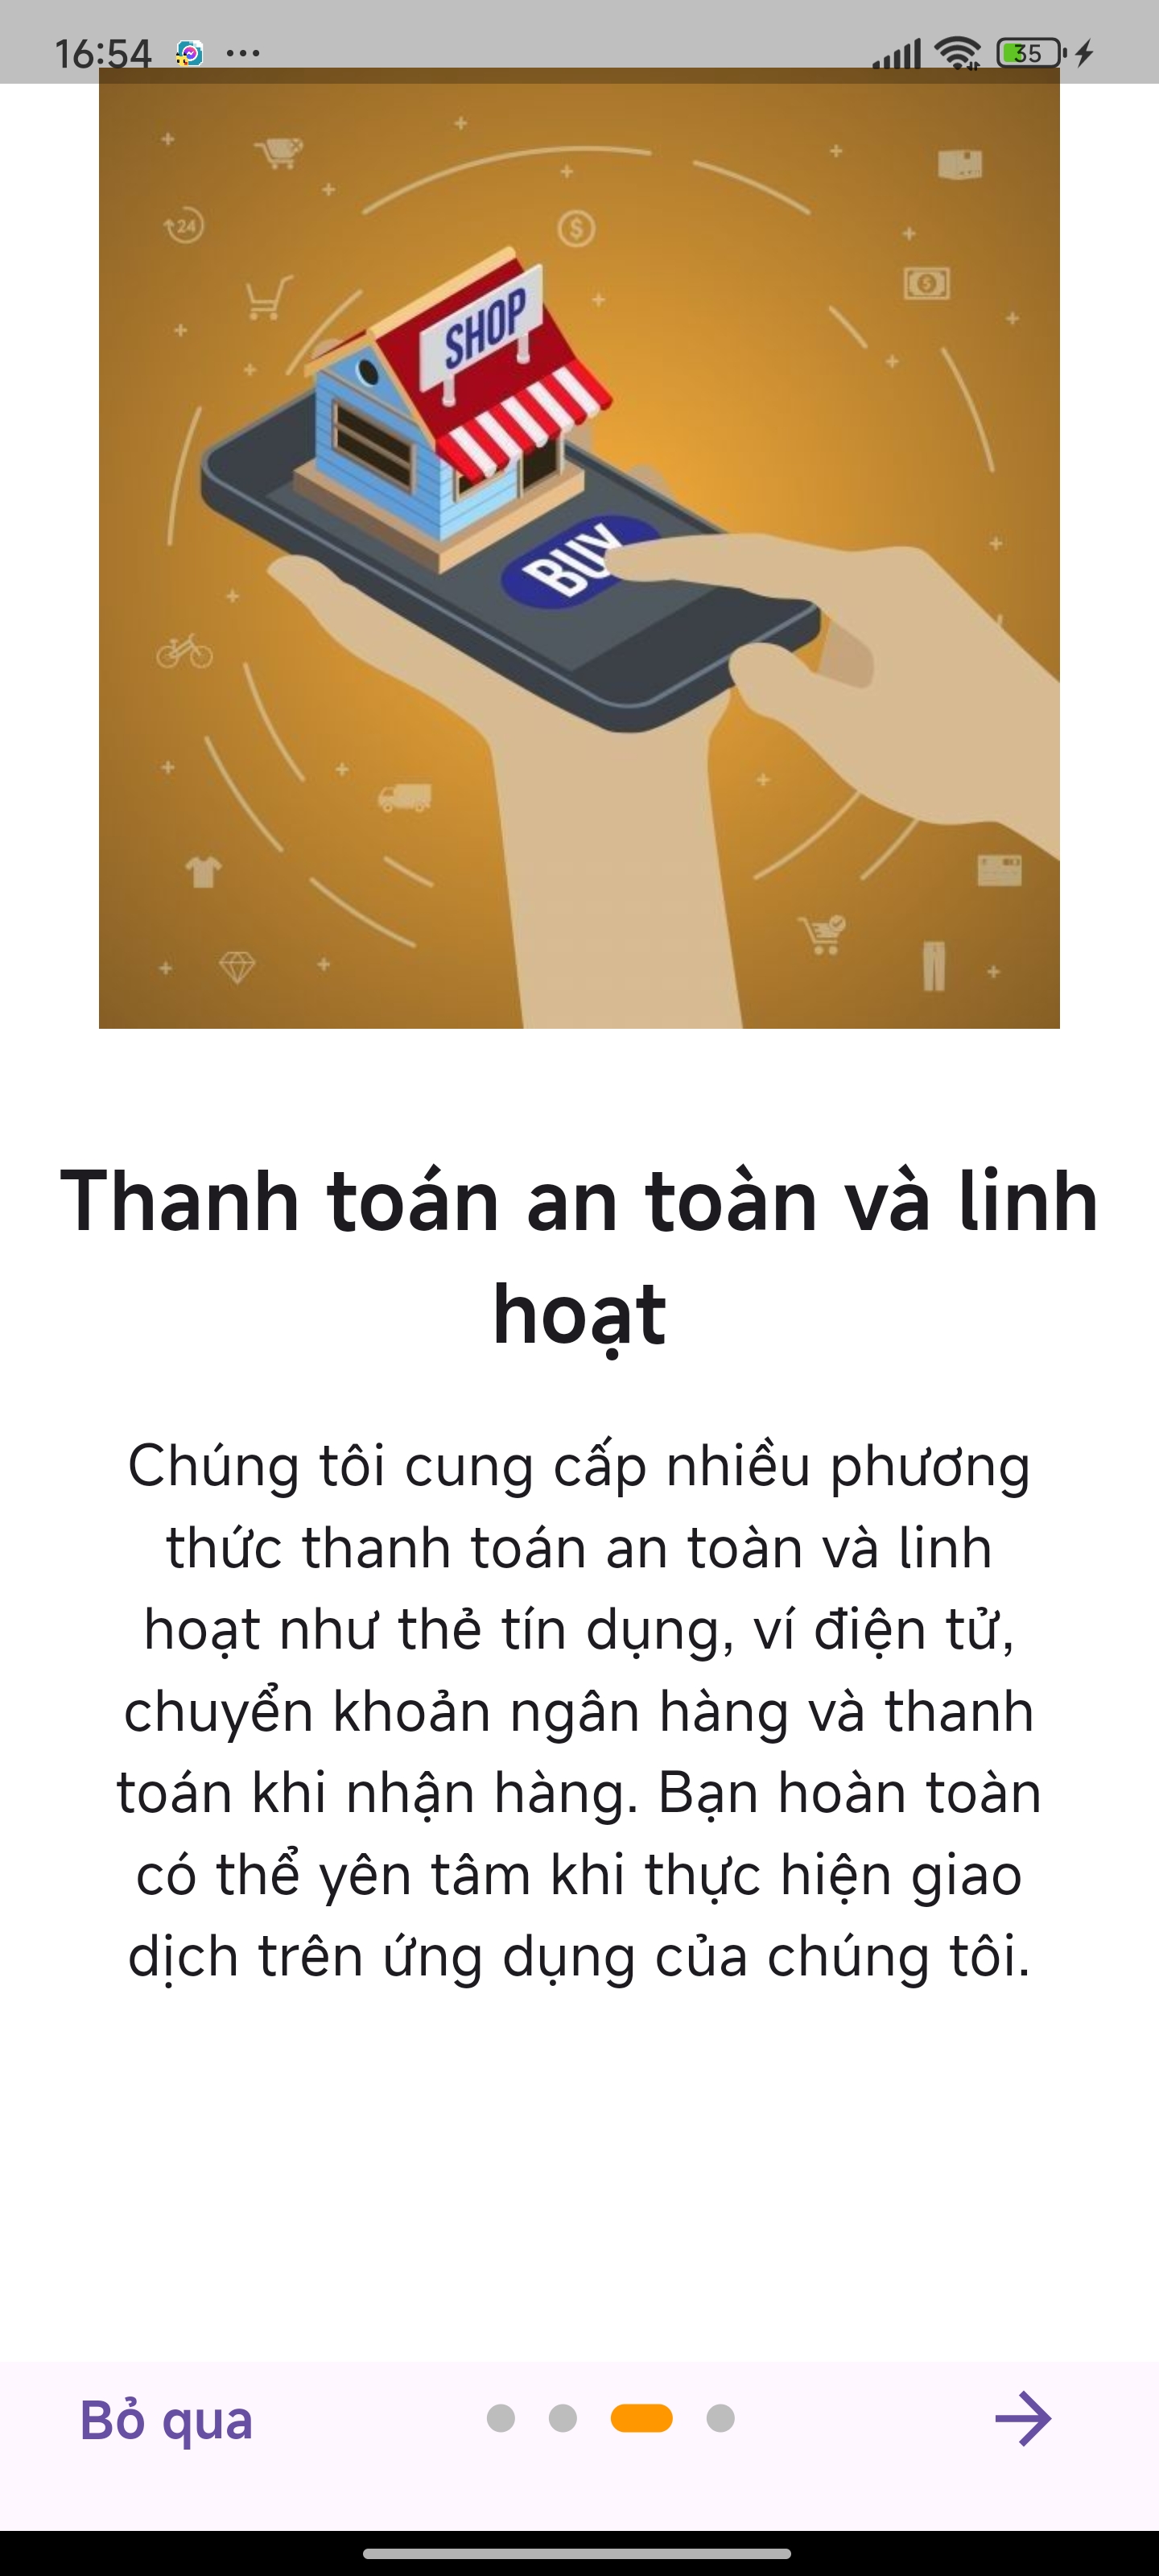 16:54
35
24
SHOP
BUY
Thanh toán an toàn và linh
hoạt
Chúng tôi cung cấp nhiều phương
thức thanh toán an toàn và linh
hoạt như thẻ tín dụng, ví điện tử,
chuyển khoản ngân hàng và thanh
toán khi nhận hàng. Bạn hoàn toàn
có thể yên tâm khi thực hiện giao
dịch trên ứng dụng của chúng tôi.
Bỏ qua